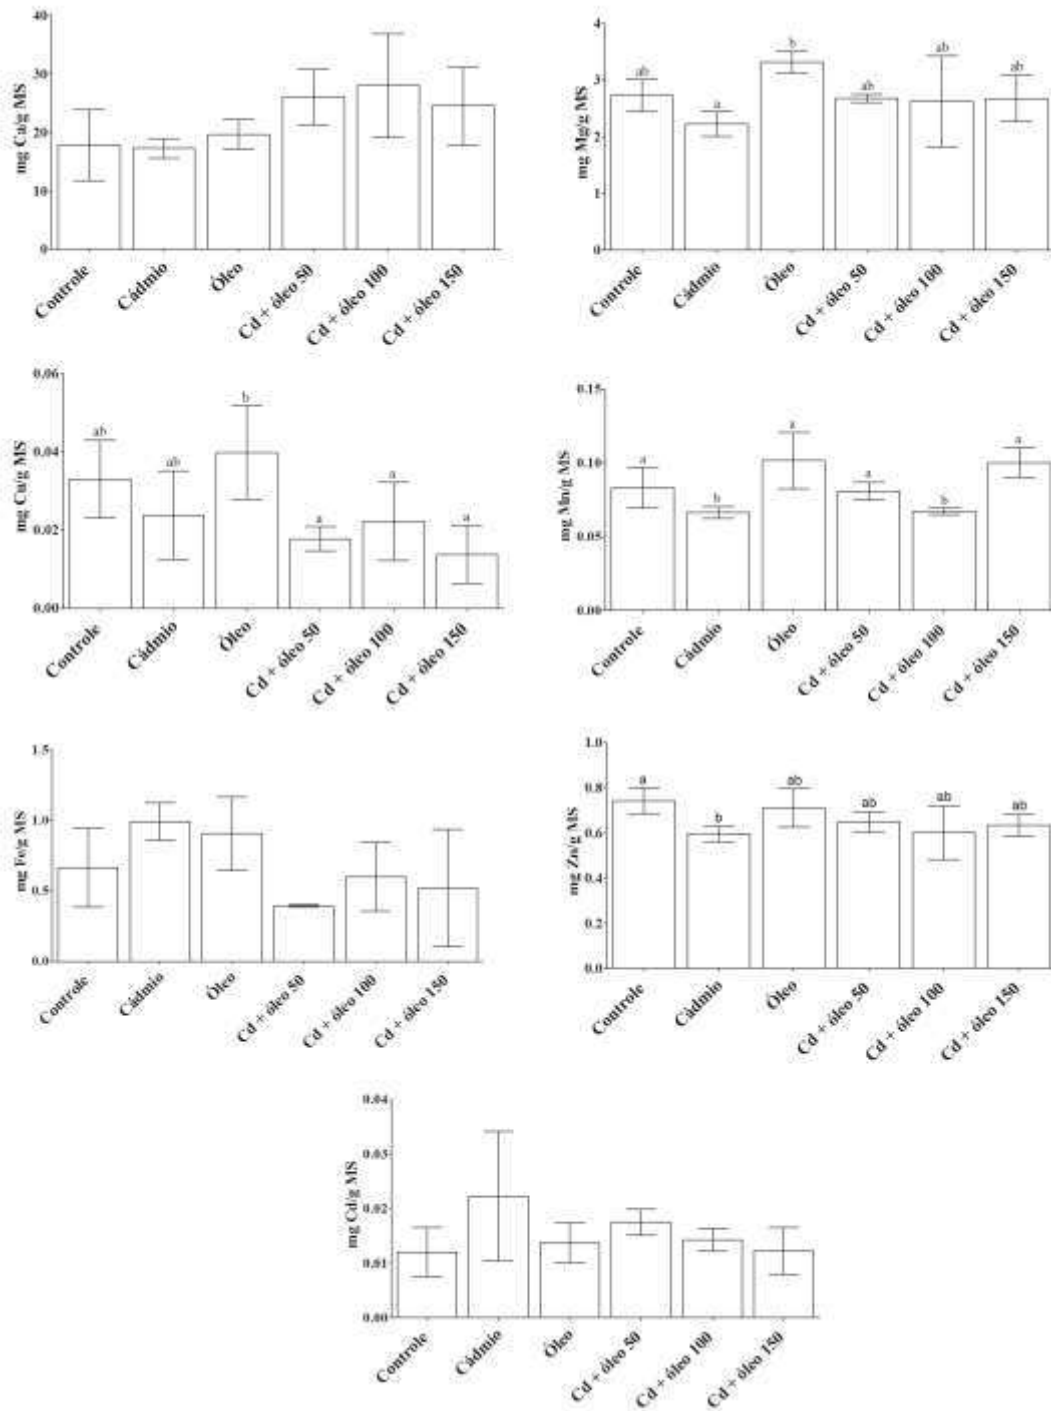 mg Ca/g MS
40
30
20
10
0
Controle
Cádmio
Óleo
Cd + óleo 50
Cd + óleo 100
Cd + óleo 150
mg Mg/g MS
4
3
2
1
0
ab
a
b
ab
ab
ab
Controle
Cádmio
Óleo
Cd + óleo 50
Cd + óleo 100
Cd + óleo 150
mg Cu/g MS
0.06
0.04
0.02
0.00
ab
ab
b
a
a
a
Controle
Cádmio
Óleo
Cd + óleo 50
Cd + óleo 100
Cd + óleo 150
mg Mn/g MS
0.15
0.10
0.05
0.00
a
b
a
a
b
a
Controle
Cádmio
Óleo
Cd + óleo 50
Cd + óleo 100
Cd + óleo 150
mg Fe/g MS
1.5
1.0
0.5
0.0
Controle
Cádmio
Óleo
Cd + óleo 50
Cd + óleo 100
Cd + óleo 150
mg Zn/g MS
1.0
0.8
0.6
0.4
0.2
0.0
a
b
ab
ab
ab
ab
Controle
Cádmio
Óleo
Cd + óleo 50
Cd + óleo 100
Cd + óleo 150
mg Cd/g MS
0.04
0.03
0.02
0.01
0.00
Controle
Cádmio
Óleo
Cd + óleo 50
Cd + óleo 100
Cd + óleo 150